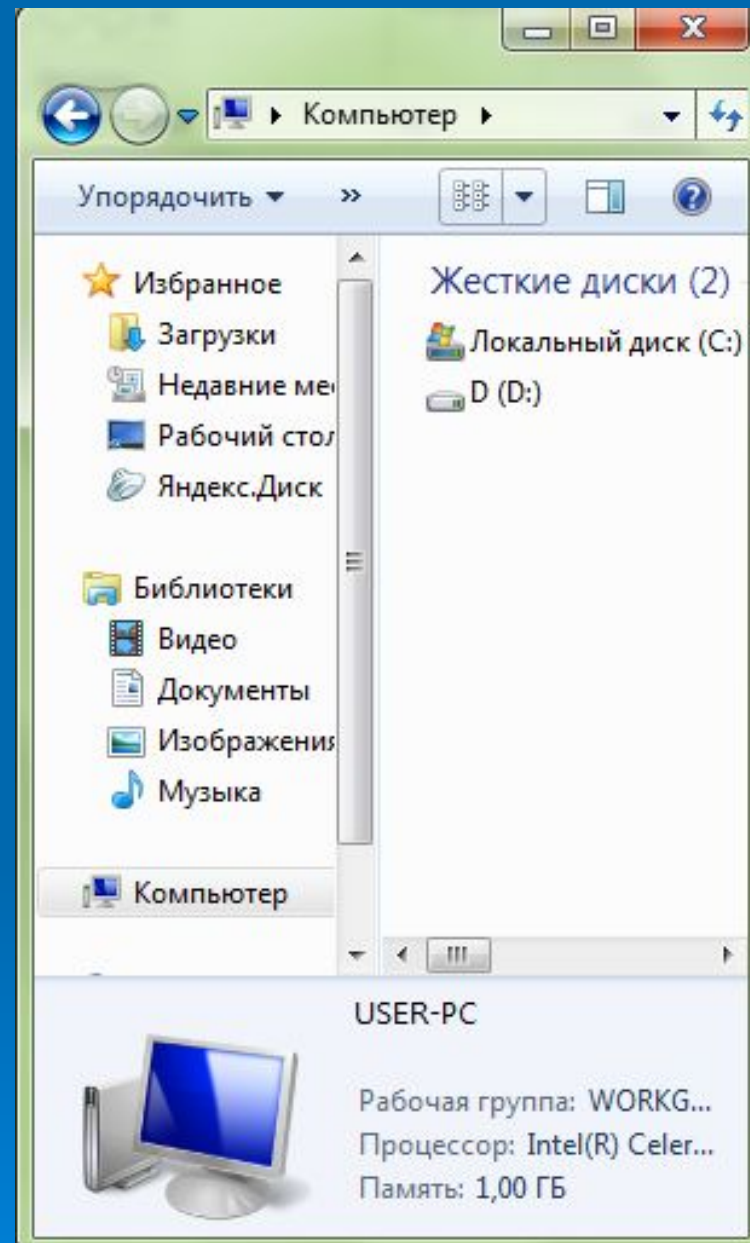 Компьютер
Упорядочить »
Избранное
Загрузки
Недавние ме
Рабочий стол
Яндекс.Диск
Библиотеки
Видео
Документы
Изображения
Музыка
Компьютер
Жесткие диски (2)
Локальный диск (C:)
D (D:)
USER-PC
Рабочая группа: WORKG...
Процессор: Intel(R) Celer...
Память: 1,00 ГБ